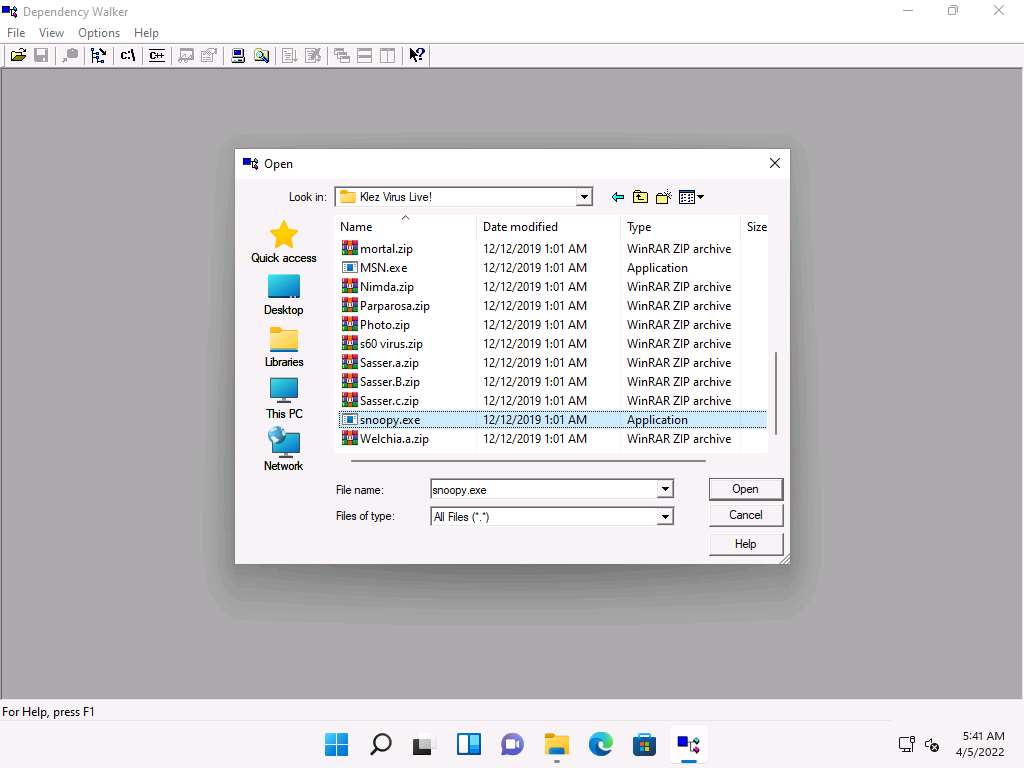 Dependency Walker
File View Options Help
c:\ C++
Open
Look in: Klez Virus Live!
Name Date modified Type Size
mortal.zip 12/12/2019 1:01 AM WinRAR ZIP archive
MSN.exe 12/12/2019 1:01 AM Application
Nimda.zip 12/12/2019 1:01 AM WinRAR ZIP archive
Parparosa.zip 12/12/2019 1:01 AM WinRAR ZIP archive
Photo.zip 12/12/2019 1:01 AM WinRAR ZIP archive
s60 virus.zip 12/12/2019 1:01 AM WinRAR ZIP archive
Sasser.a.zip 12/12/2019 1:01 AM WinRAR ZIP archive
Sasser.B.zip 12/12/2019 1:01 AM WinRAR ZIP archive
Sasser.c.zip 12/12/2019 1:01 AM WinRAR ZIP archive
snoopy.exe 12/12/2019 1:01 AM Application
Welchia.a.zip 12/12/2019 1:01 AM WinRAR ZIP archive
Quick access
Desktop
Libraries
This PC
Network
File name: snoopy.exe Open
Files of type: All Files (*.*) Cancel
Help
For Help, press F1
5:41 AM
4/5/2022